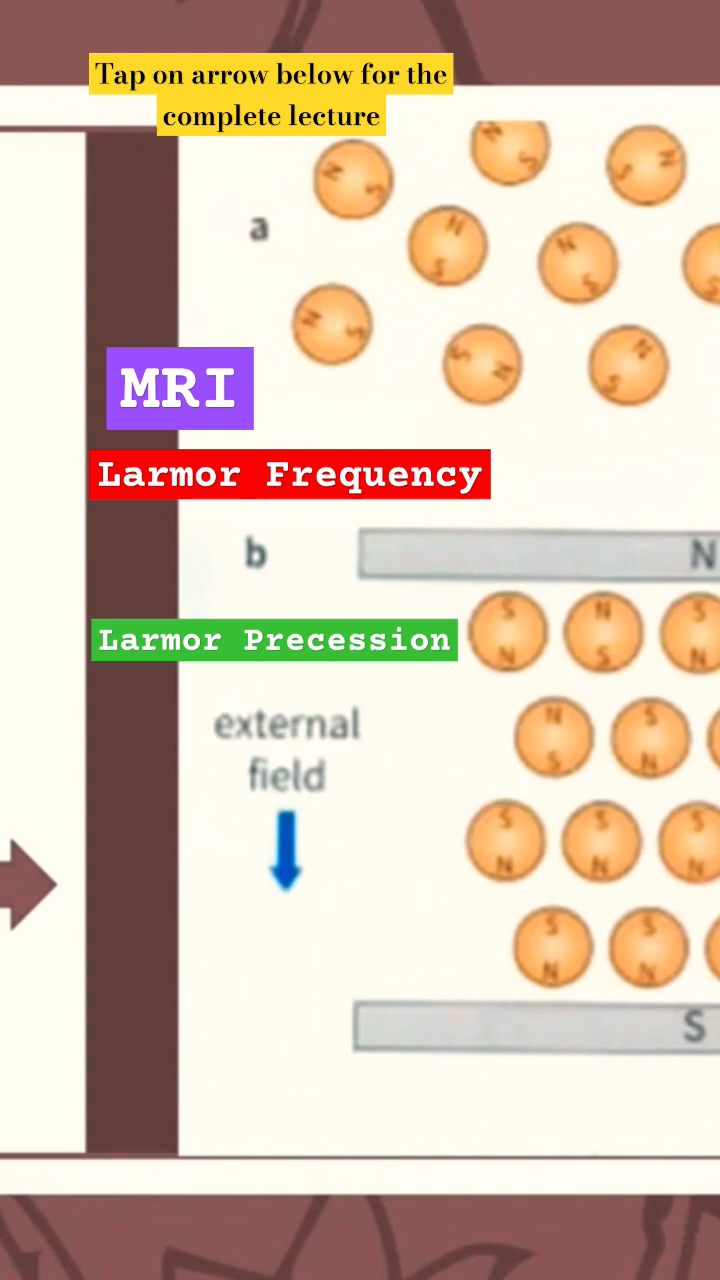 Tap on arrow below for the
complete lecture
N S
N S
S N
N S
N S
S
a
N S
S N
N S
MRI
Larmor Frequency
b
N
S N S
N S N
Larmor Precession
N S
S N
external
field
S S S
N N N
S S
N N
S